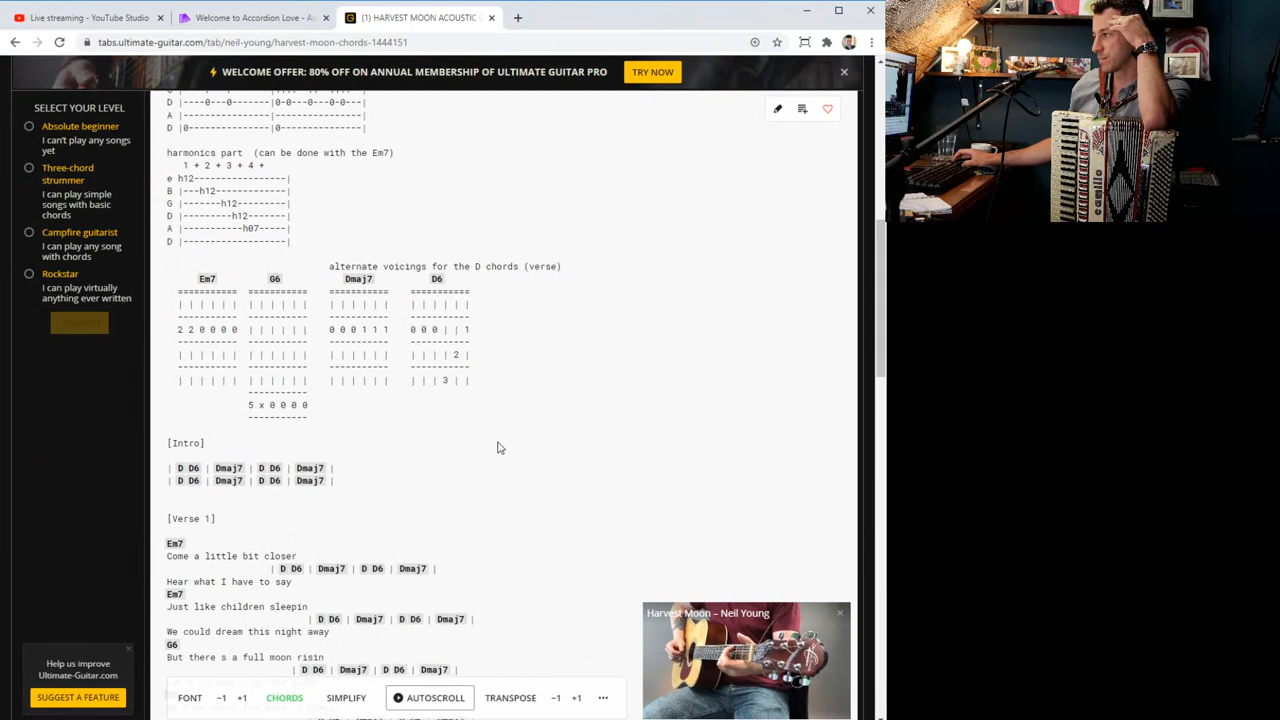 Live streaming - YouTube Studio
Welcome to Accordion Love - Ac
(1) HARVEST MOON ACOUSTIC C
tabs.ultimate-guitar.com/tab/neil-young/harvest-moon-chords-1444151
WELCOME OFFER: 80% OFF ON ANNUAL MEMBERSHIP OF ULTIMATE GUITAR PRO
TRY NOW
SELECT YOUR LEVEL
Absolute beginner
I can't play any songs
yet
Three-chord
strummer
I can play simple
songs with basic
chords
Campfire guitarist
I can play any song
with chords
Rockstar
I can play virtually
anything ever written
Help us improve
Ultimate-Guitar.com
SUGGEST A FEATURE
D |---0---0-------|0-0---0-0-0---|
A |---------------|--------------|
D |0--------------|0-------------|
harmonics part (can be done with the Em7)
1 + 2 + 3 + 4 +
e h12----------------|
B |---h12------------|
G |-------h12--------|
D |---------h12------|
A |-----------h07----|
D |------------------|
alternate voicings for the D chords (verse)
Em7 G6 Dmaj7 D6
=========== =========== =========== ===========
| | | | | | | | | | | | | | | | | | | | | | | |
----------- ----------- ----------- -----------
2 2 0 0 0 0 | | | | | | 0 0 0 1 1 1 0 0 0 | | 1
----------- ----------- ----------- -----------
| | | | | | | | | | | | | | | | | | | | | | 2 |
----------- ----------- ----------- -----------
| | | | | | | | | | | | | | | | | | | | | 3 | |
-----------
5 x 0 0 0 0
-----------
[Intro]
| D D6 | Dmaj7 | D D6 | Dmaj7 |
| D D6 | Dmaj7 | D D6 | Dmaj7 |
[Verse 1]
Em7
Come a little bit closer
| D D6 | Dmaj7 | D D6 | Dmaj7 |
Hear what I have to say
Em7
Just like children sleepin
| D D6 | Dmaj7 | D D6 | Dmaj7 |
We could dream this night away
G6
But there s a full moon risin
| D D6 | Dmaj7 | D D6 | Dmaj7 |
Harvest Moon – Neil Young
FONT −1 +1 CHORDS SIMPLIFY AUTOSCROLL TRANSPOSE −1 +1
camillo